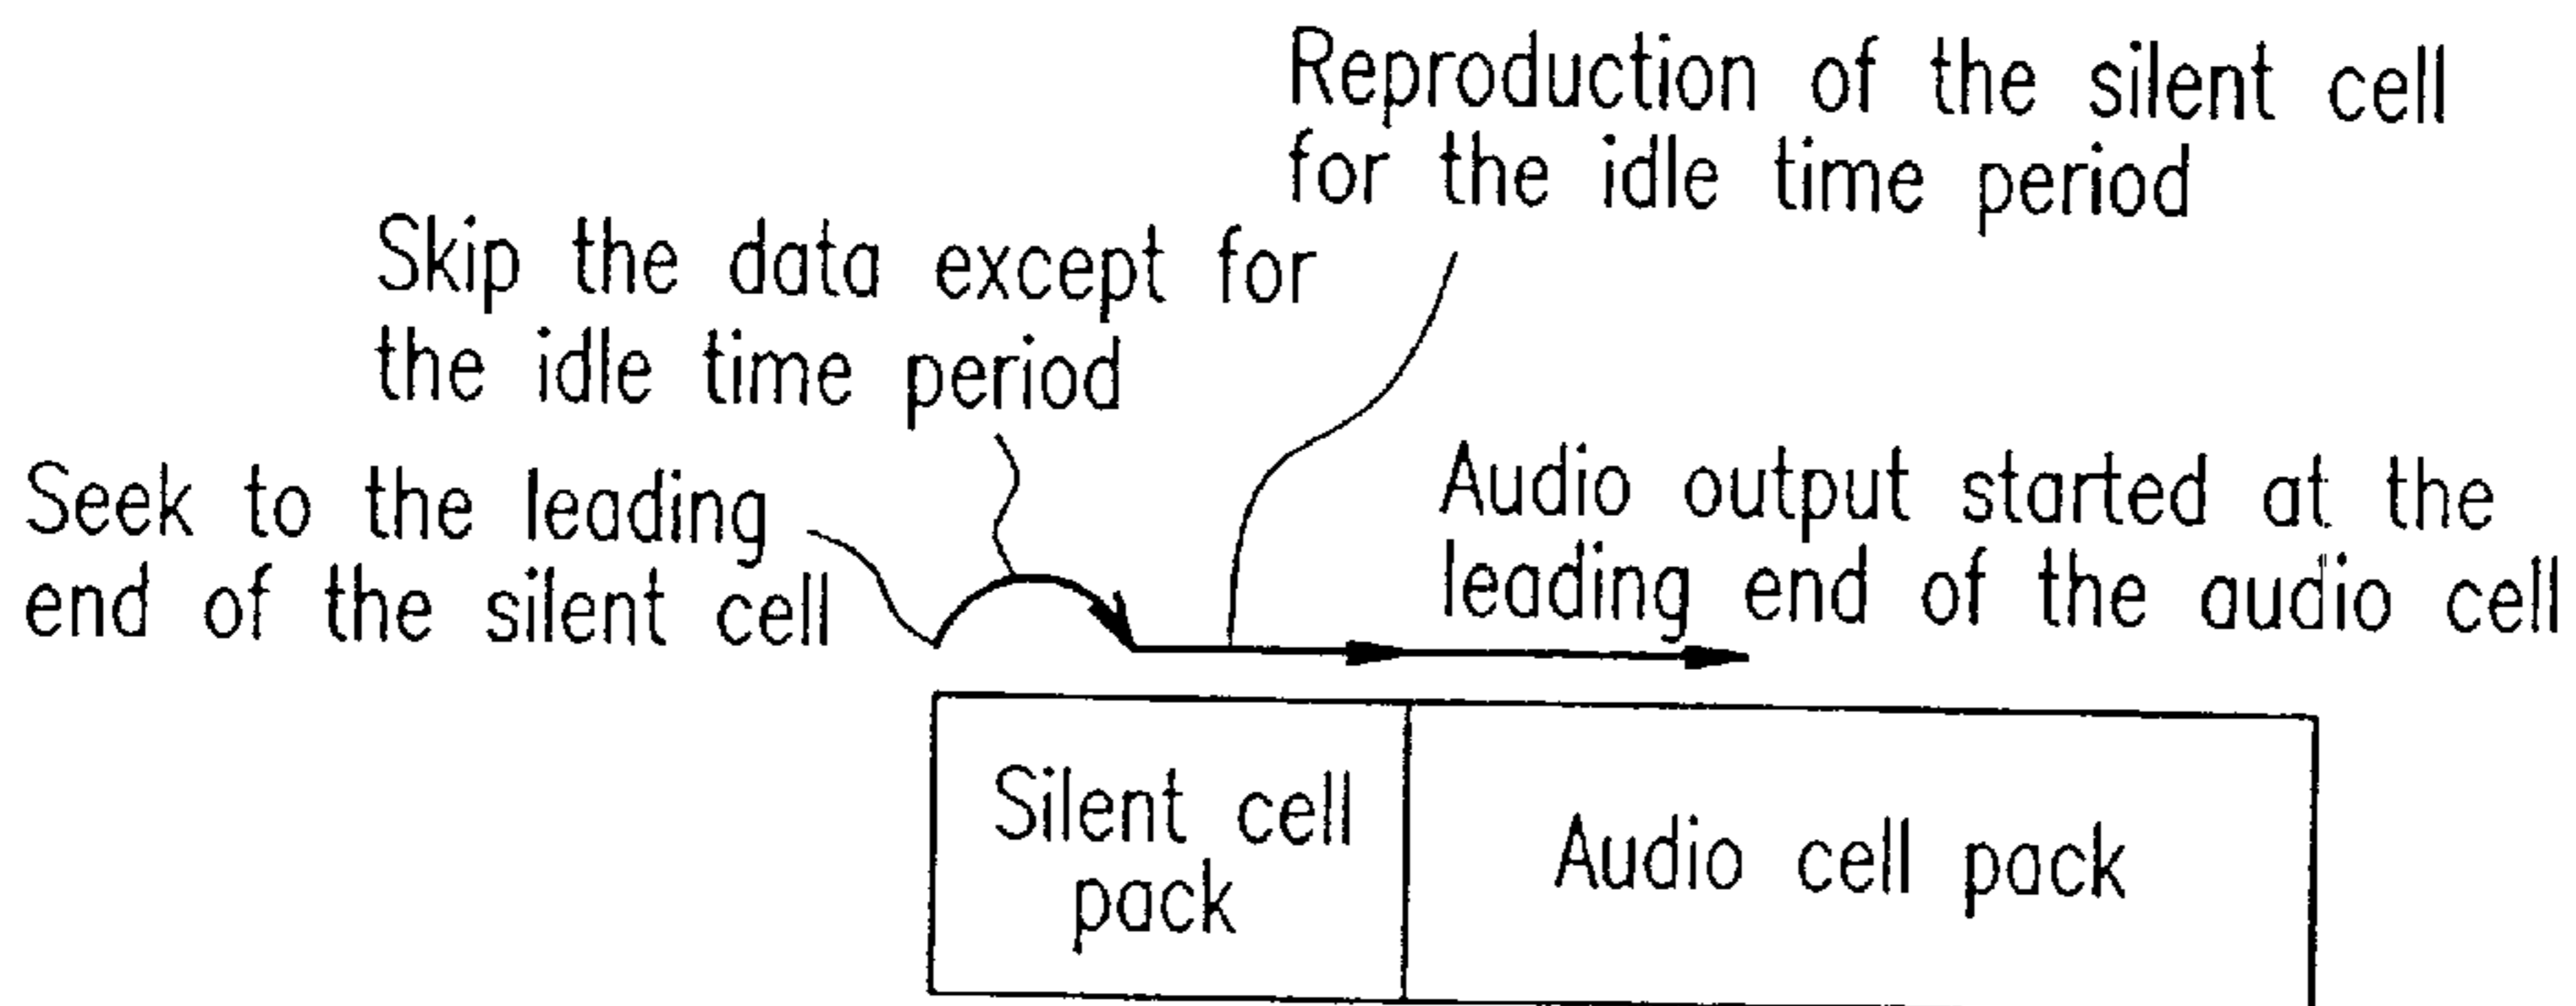 Reproduction of the silent cell
for the idle time period
Skip the data except for
the idle time period
Seek to the leading
end of the silent cell
Audio output started at the
leading end of the audio cell
Silent cell
pack
Audio cell pack